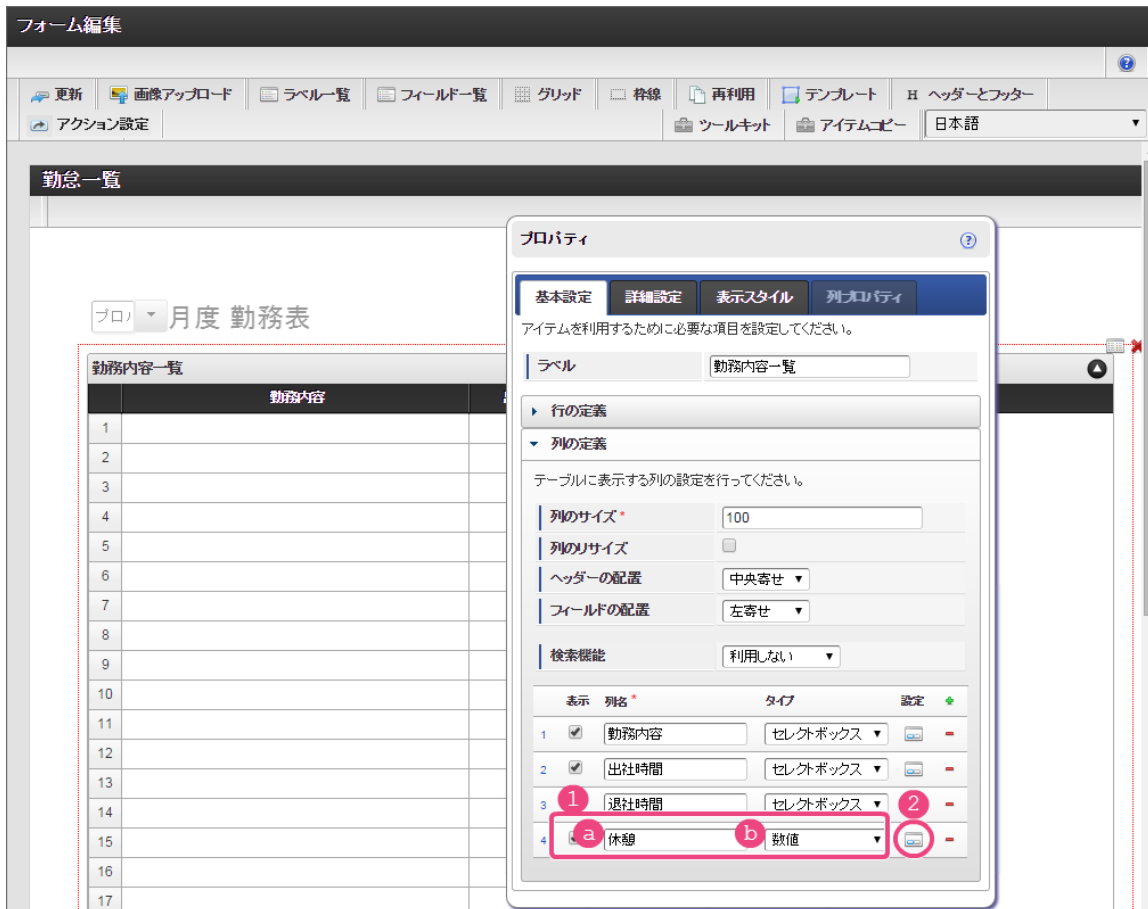 フォーム編集
更新 画像アップロード ラベル一覧 フィールド一覧 グリッド 枠線 再利用 テンプレート H ヘッダーとフッター
アクション設定 ツールキット アイテムコピー 日本語
勤怠一覧
月度 勤務表
勤務内容一覧
勤務内容
1
2
3
4
5
6
7
8
9
10
11
12
13
14
15
16
17
プロパティ
基本設定 詳細設定 表示スタイル 列プロパティ
アイテムを利用するために必要な項目を設定してください。
ラベル 勤務内容一覧
行の定義
列の定義
テーブルに表示する列の設定を行ってください。
列のサイズ* 100
列のリサイズ
ヘッダーの配置 中央寄せ
フィールドの配置 左寄せ
検索機能 利用しない
表示 列名* タイプ 設定
1 勤務内容 セレクトボックス
2 出社時間 セレクトボックス
3 1 退社時間 セレクトボックス 2
4 a 休憩 b 数値